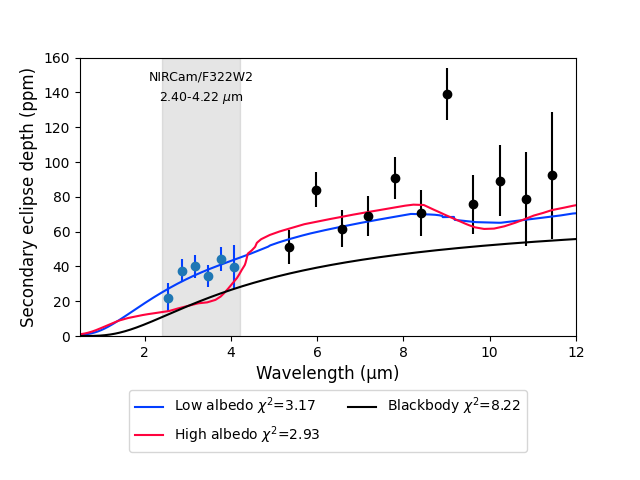 160
140
120
100
80
60
40
20
0
Secondary eclipse depth (ppm)
NIRCam/F322W2
2.40-4.22 μm
2 4 6 8 10 12
Wavelength (μm)
Low albedo χ²=3.17 Blackbody χ²=8.22
High albedo χ²=2.93